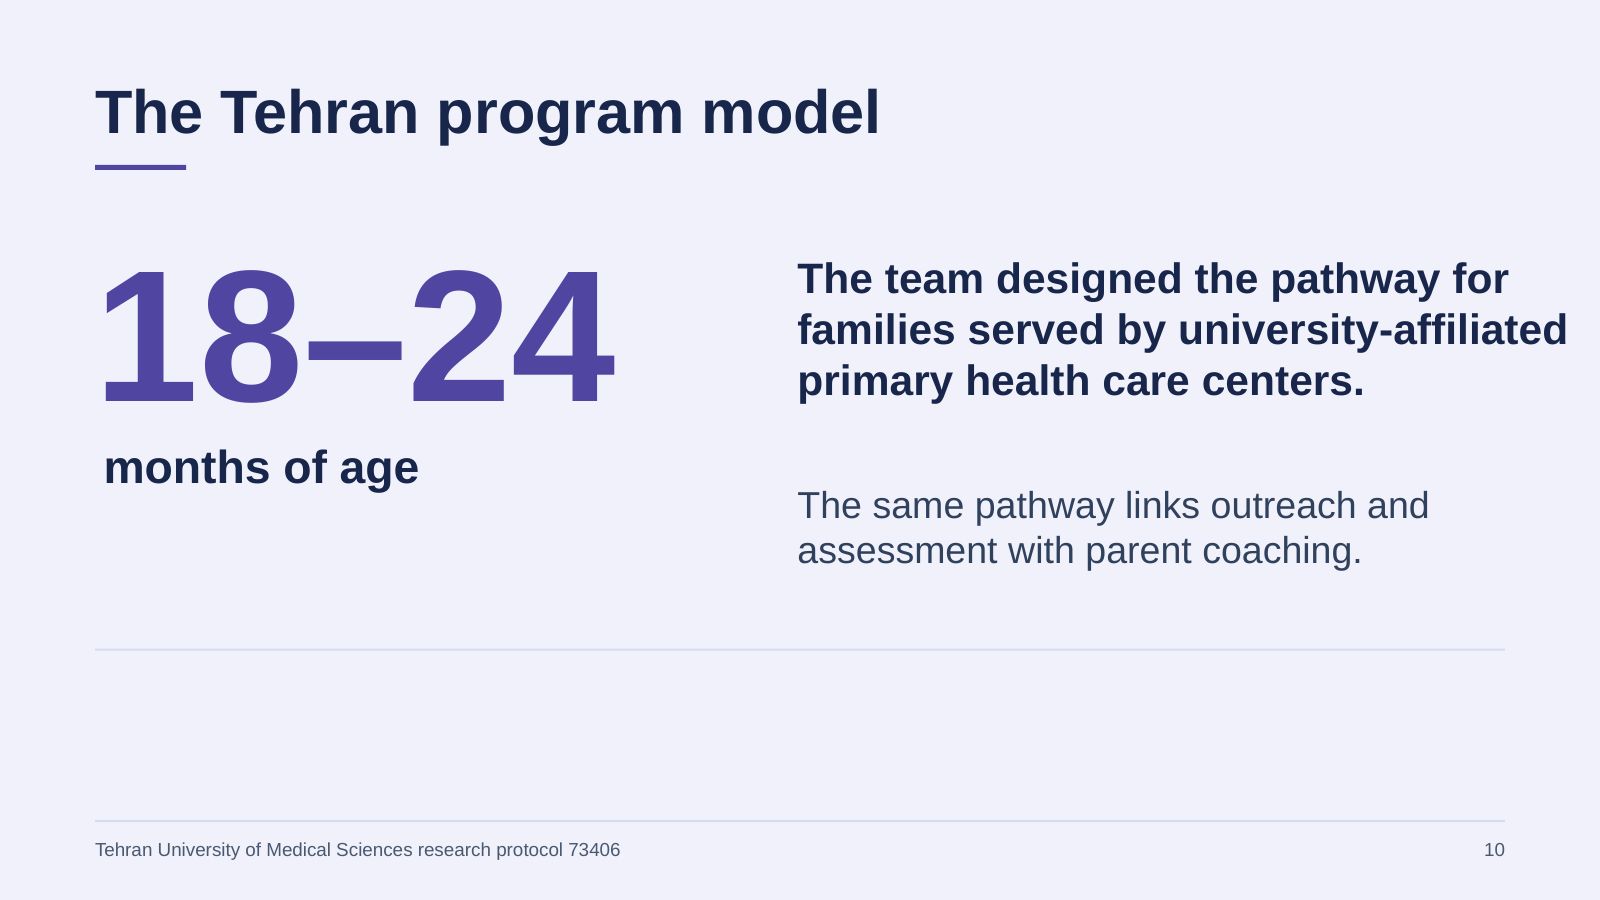 The Tehran program model
18–24
months of age
The team designed the pathway for
families served by university-affiliated
primary health care centers.
The same pathway links outreach and
assessment with parent coaching.
Tehran University of Medical Sciences research protocol 73406
10